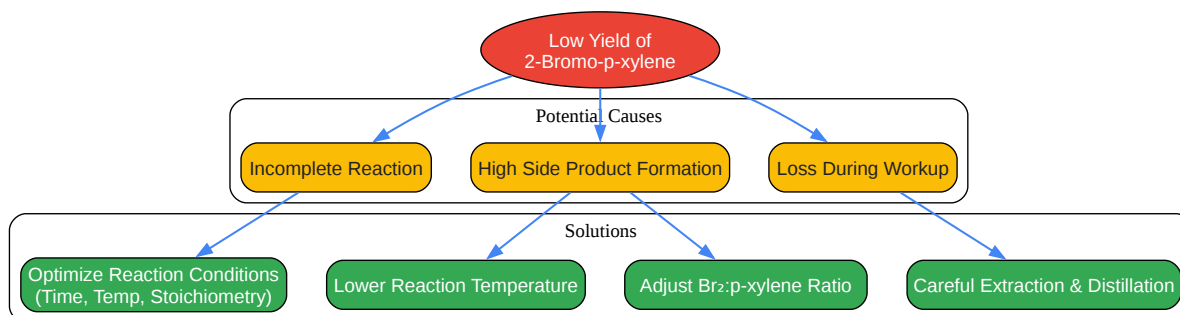 Low Yield of
2-Bromo-p-xylene
Potential Causes
Incomplete Reaction
High Side Product Formation
Loss During Workup
Solutions
Optimize Reaction Conditions
(Time, Temp, Stoichiometry)
Lower Reaction Temperature
Adjust Br₂:p-xylene Ratio
Careful Extraction & Distillation